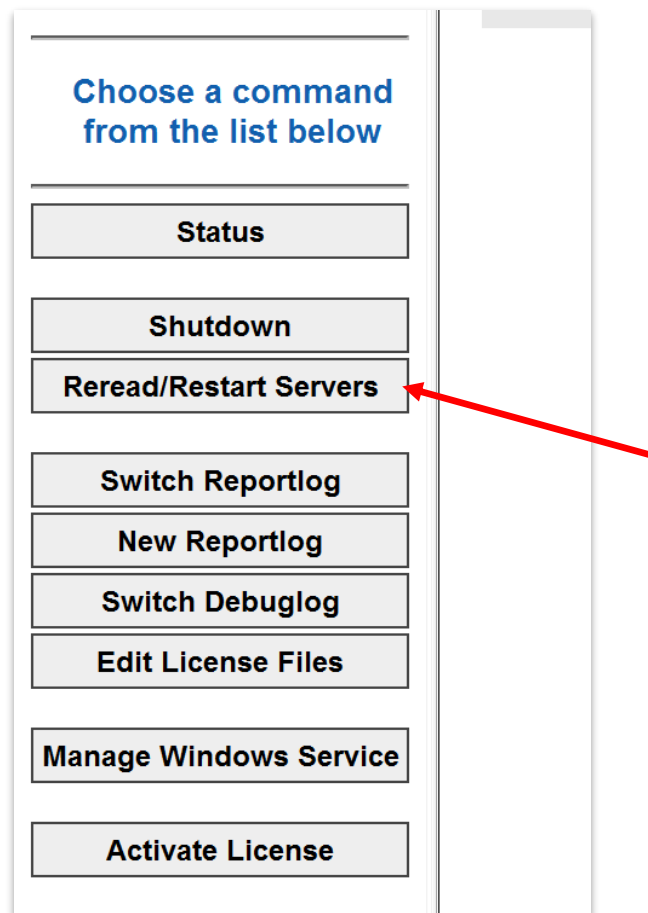 Choose a command
from the list below
Status
Shutdown
Reread/Restart Servers
Switch Reportlog
New Reportlog
Switch Debuglog
Edit License Files
Manage Windows Service
Activate License